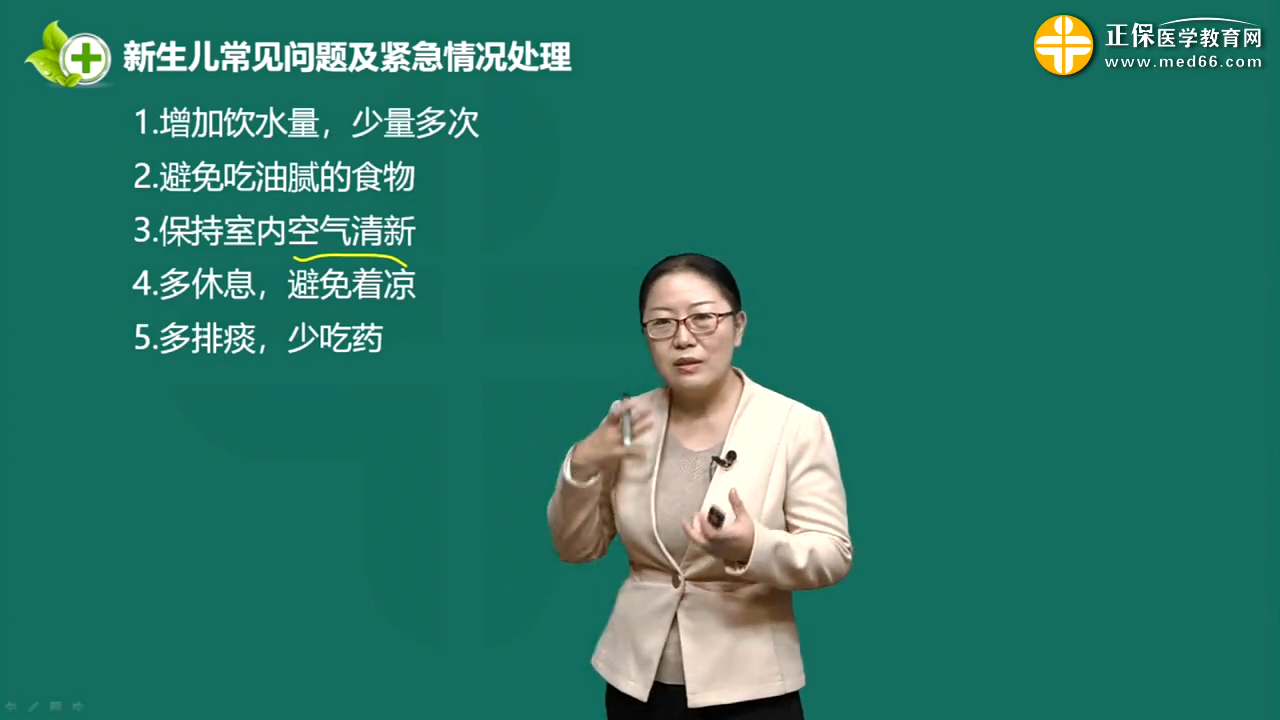 新生儿常见问题及紧急情况处理
正保医学教育网
www.med66.com
1.增加饮水量，少量多次
2.避免吃油腻的食物
3.保持室内空气清新
4.多休息，避免着凉
5.多排痰，少吃药